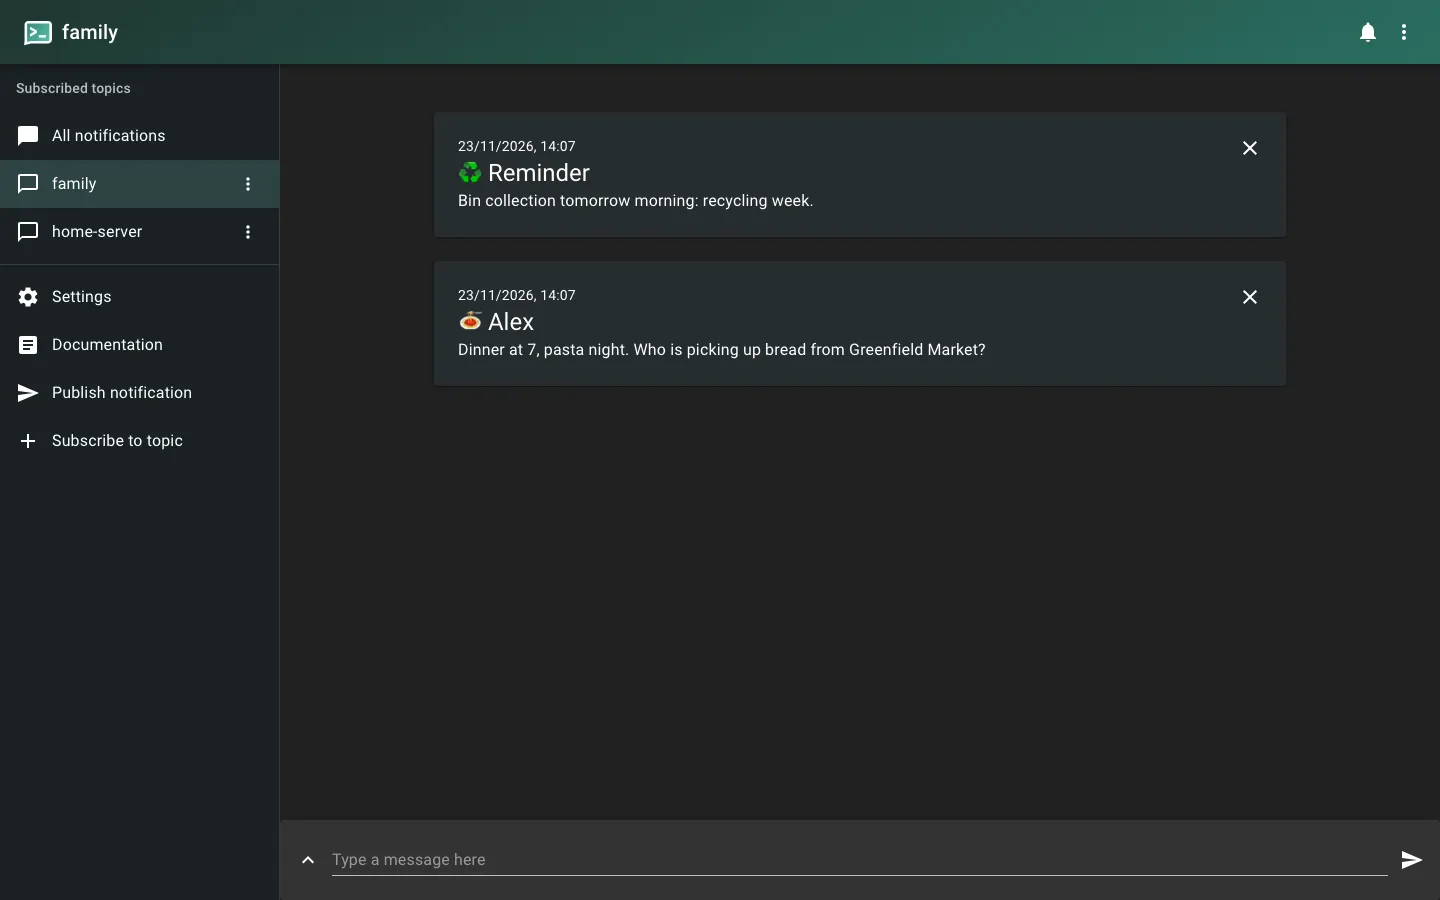 family
Subscribed topics
All notifications
family
home-server
Settings
Documentation
Publish notification
Subscribe to topic
23/11/2026, 14:07
♻️ Reminder
Bin collection tomorrow morning: recycling week.
23/11/2026, 14:07
🍝 Alex
Dinner at 7, pasta night. Who is picking up bread from Greenfield Market?
Type a message here